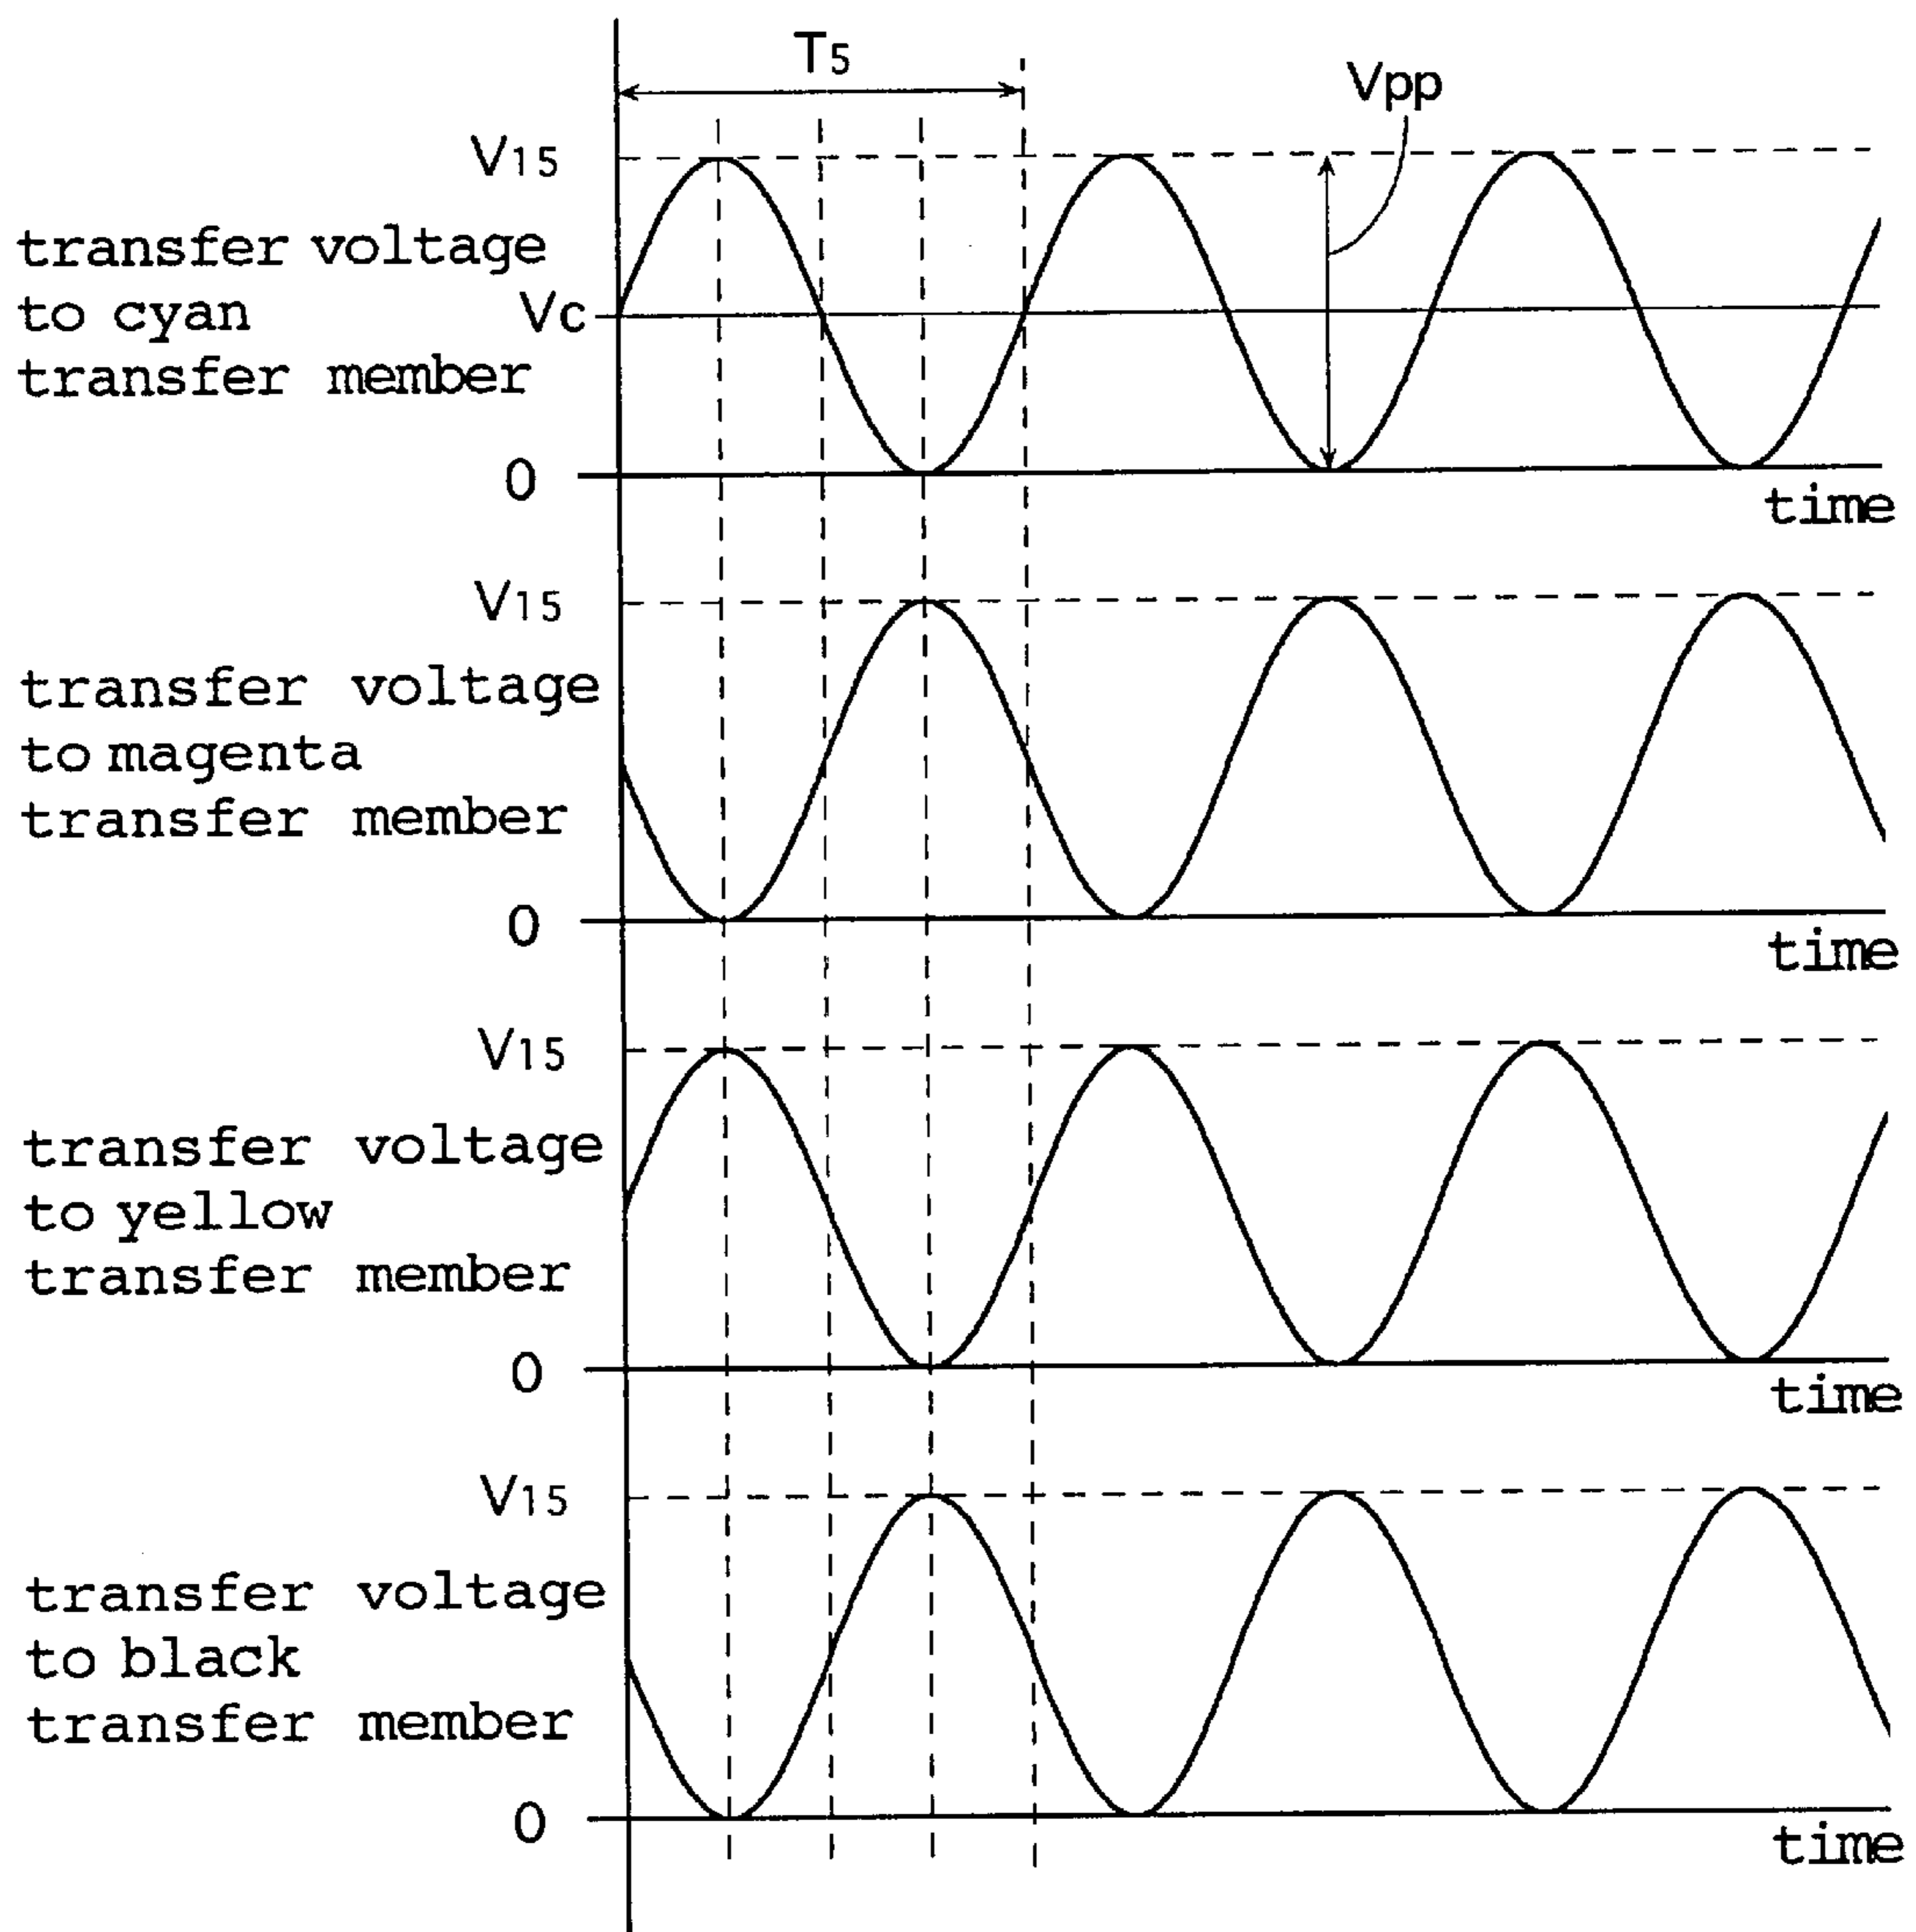 T5
Vpp
V15
transfer voltage
to cyan
Vc
transfer member
0
time
V15
transfer voltage
to magenta
transfer member
0
time
V15
transfer voltage
to yellow
transfer member
0
time
V15
transfer voltage
to black
transfer member
0
time